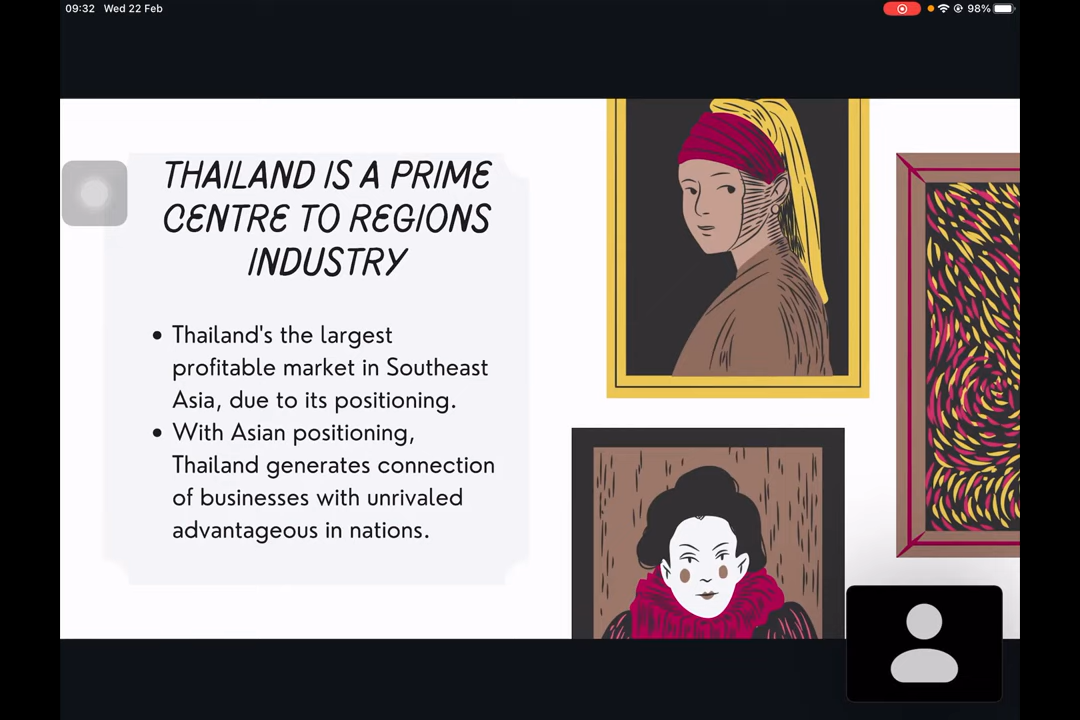 09:32 Wed 22 Feb
98%
THAILAND IS A PRIME
CENTRE TO REGIONS
INDUSTRY
• Thailand's the largest
profitable market in Southeast
Asia, due to its positioning.
• With Asian positioning,
Thailand generates connection
of businesses with unrivaled
advantageous in nations.